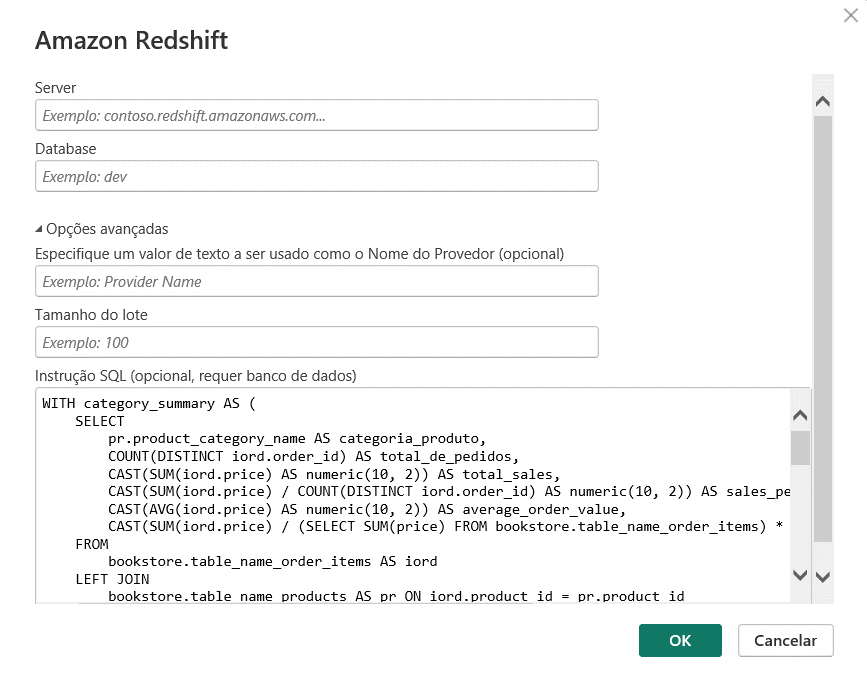 Amazon Redshift
Server
Exemplo: contoso.redshift.amazonaws.com...
Database
Exemplo: dev
Opções avançadas
Especifique um valor de texto a ser usado como o Nome do Provedor (opcional)
Exemplo: Provider Name
Tamanho do lote
Exemplo: 100
Instrução SQL (opcional, requer banco de dados)
WITH category_summary AS (
SELECT
pr.product_category_name AS categoria_produto,
COUNT(DISTINCT iord.order_id) AS total_de_pedidos,
CAST(SUM(iord.price) AS numeric(10, 2)) AS total_sales,
CAST(SUM(iord.price) / COUNT(DISTINCT iord.order_id) AS numeric(10, 2)) AS sales_pe
CAST(AVG(iord.price) AS numeric(10, 2)) AS average_order_value,
CAST(SUM(iord.price) / (SELECT SUM(price) FROM bookstore.table_name_order_items) *
FROM
bookstore.table_name_order_items AS iord
LEFT JOIN
bookstore.table_name_products AS pr ON iord.product_id = pr.product_id
OK
Cancelar